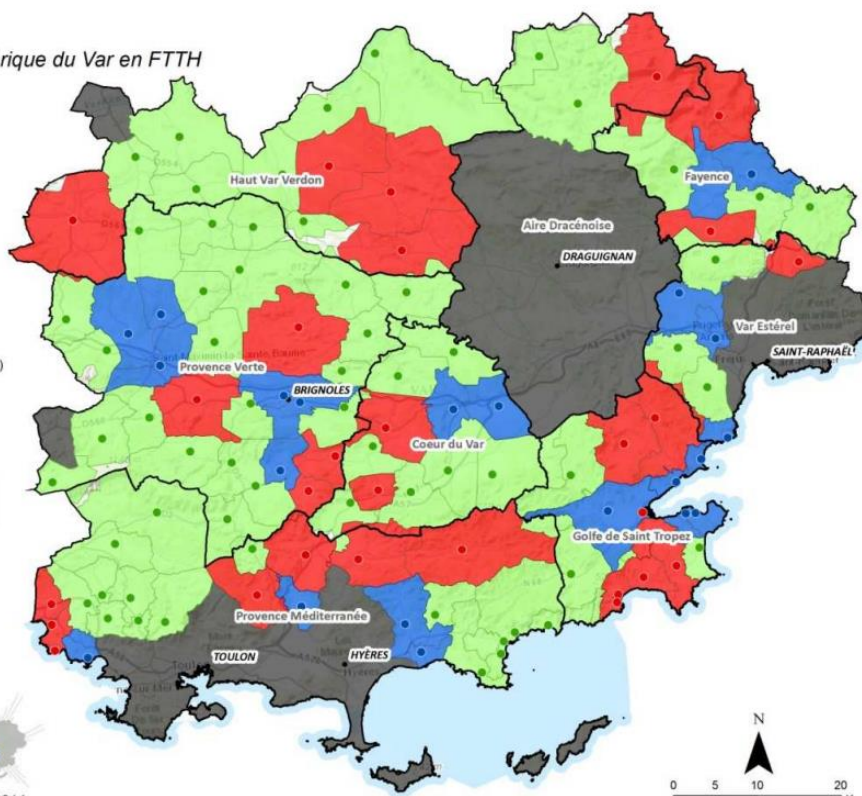 rique du Var en FTTH
Haut Var Verdon
Fayence
Aire Dracénoise
DRAGUIGNAN
Var Estérel
SAINT-RAPHAËL
Provence Verte
BRIGNOLES
Coeur du Var
Golfe de Saint Tropez
Provence Méditerranée
TOULON
HYÈRES
N
0 5 10 20